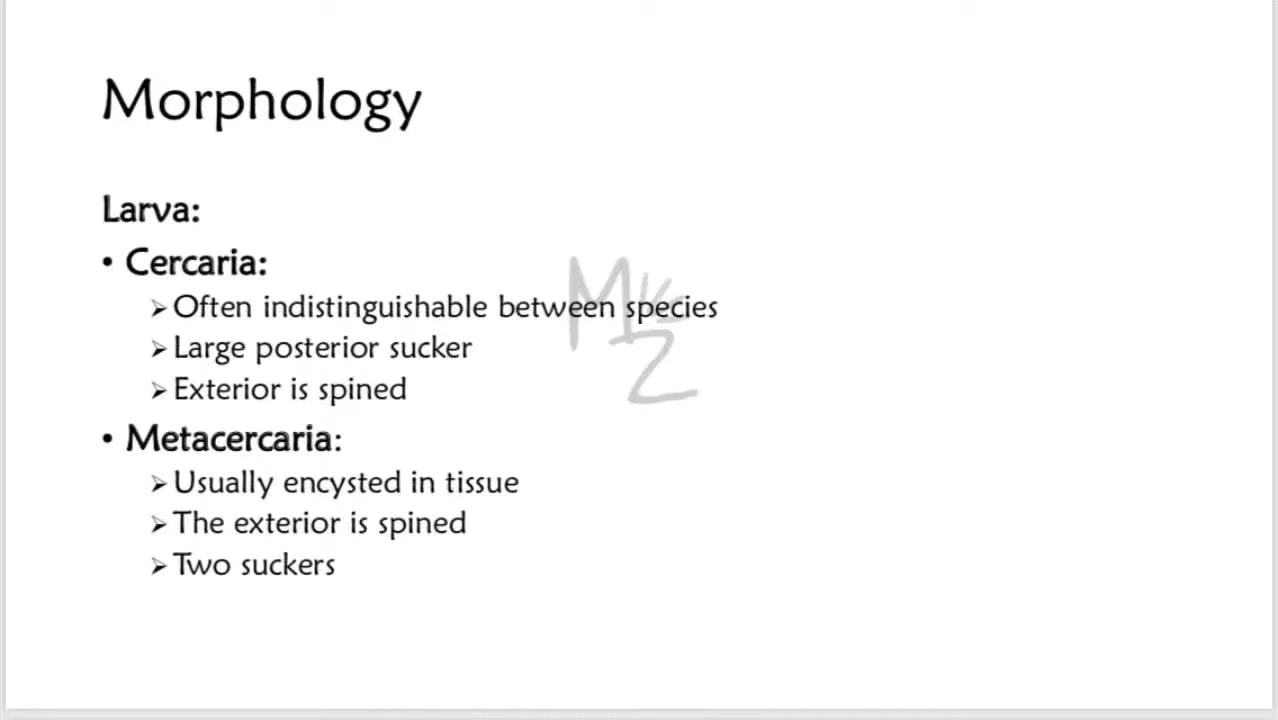 Morphology
Larva:
• Cercaria:
➢ Often indistinguishable between species
➢ Large posterior sucker
➢ Exterior is spined
• Metacercaria:
➢ Usually encysted in tissue
➢ The exterior is spined
➢ Two suckers